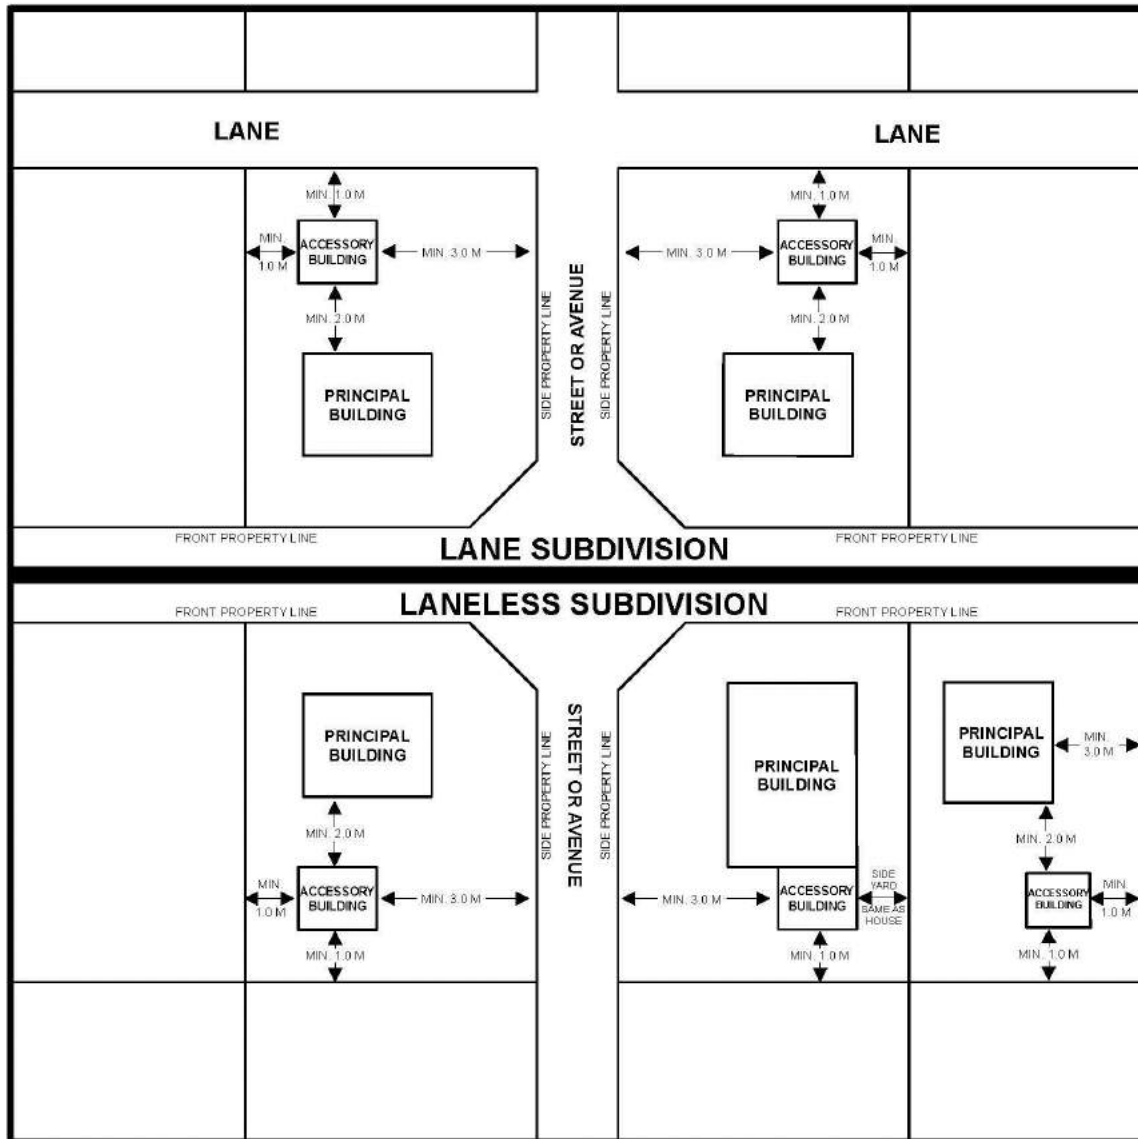 LANE
LANE
MIN. 1.0 M
MIN. 1.0 M
MIN.
1.0 M
ACCESSORY
BUILDING
MIN. 3.0 M
MIN. 3.0 M
ACCESSORY
BUILDING
MIN.
1.0 M
MIN. 2.0 M
MIN. 2.0 M
SIDE PROPERTY LINE
STREET OR AVENUE
SIDE PROPERTY LINE
PRINCIPAL
BUILDING
PRINCIPAL
BUILDING
FRONT PROPERTY LINE
LANE SUBDIVISION
FRONT PROPERTY LINE
FRONT PROPERTY LINE
LANELESS SUBDIVISION
FRONT PROPERTY LINE
PRINCIPAL
BUILDING
SIDE PROPERTY LINE
STREET OR AVENUE
SIDE PROPERTY LINE
PRINCIPAL
BUILDING
PRINCIPAL
BUILDING
MIN.
3.0 M
MIN. 2.0 M
MIN. 2.0 M
MIN.
1.0 M
ACCESSORY
BUILDING
MIN. 3.0 M
MIN. 3.0 M
ACCESSORY
BUILDING
SIDE
YARD
SAME AS
HOUSE
ACCESSORY
BUILDING
MIN.
1.0 M
MIN. 1.0 M
MIN. 1.0 M
MIN. 1.0 M